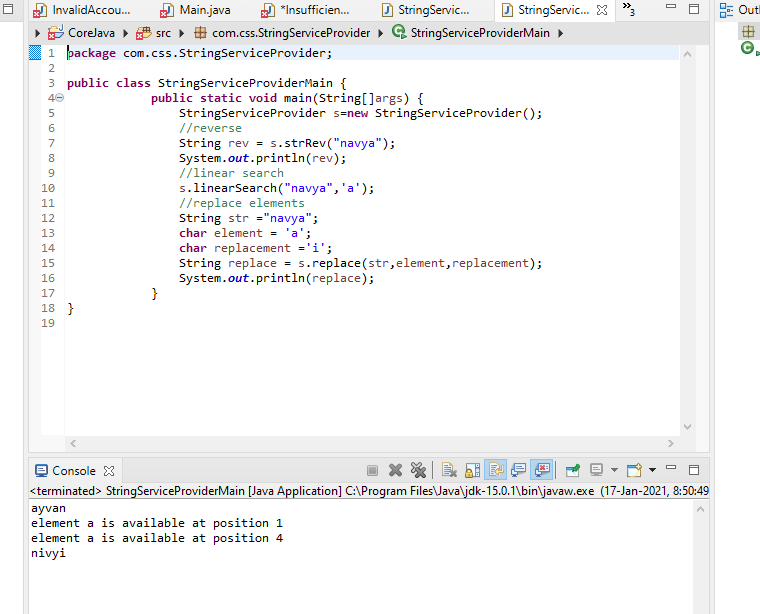 InvalidAccou... Main.java *Insufficien... StringServic... StringServic... »3 Outl
CoreJava src com.css.StringServiceProvider StringServiceProviderMain
1 package com.css.StringServiceProvider;
2
3 public class StringServiceProviderMain {
4 public static void main(String[]args) {
5 StringServiceProvider s=new StringServiceProvider();
6 //reverse
7 String rev = s.strRev("navya");
8 System.out.println(rev);
9 //linear search
10 s.linearSearch("navya",'a');
11 //replace elements
12 String str ="navya";
13 char element = 'a';
14 char replacement ='i';
15 String replace = s.replace(str,element,replacement);
16 System.out.println(replace);
17 }
18 }
19
Console
<terminated> StringServiceProviderMain [Java Application] C:\Program Files\Java\jdk-15.0.1\bin\javaw.exe (17-Jan-2021, 8:50:49
ayvan
element a is available at position 1
element a is available at position 4
nivyi